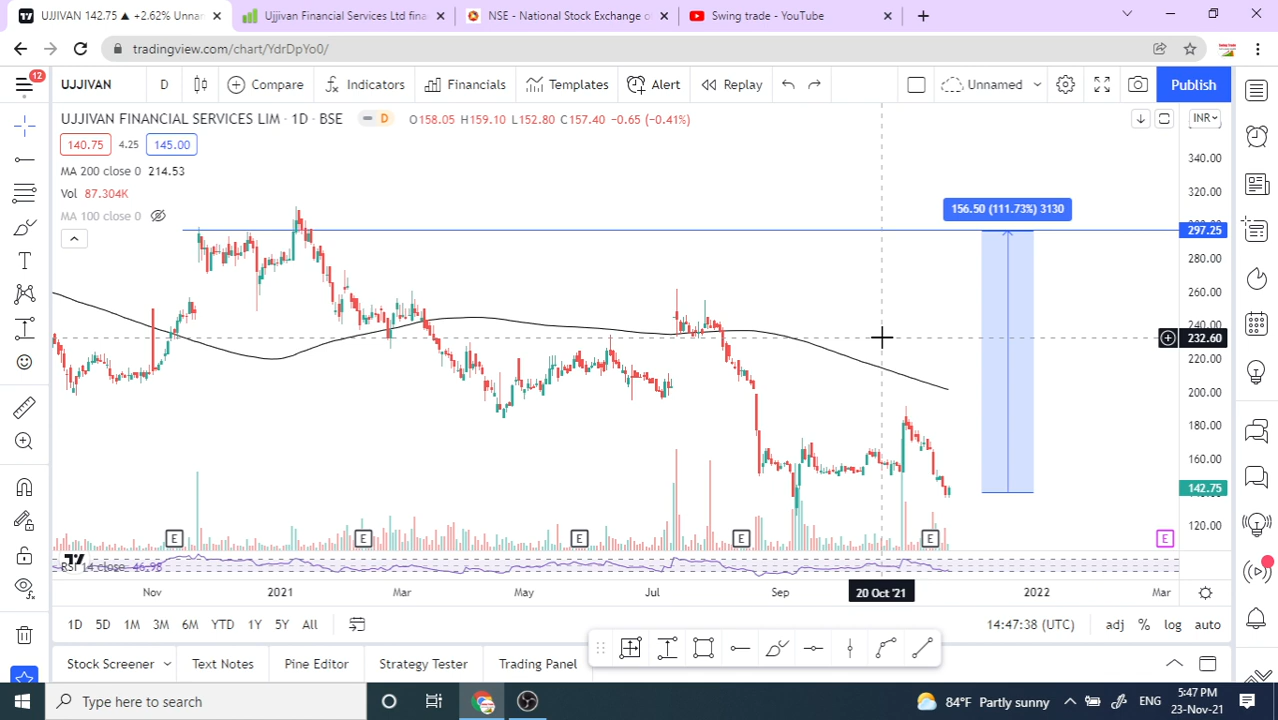 UJJIVAN 142.75 ▲ +2.62% Unnar
Ujjivan Financial Services Ltd finan
NSE - National Stock Exchange o
Swing trade - YouTube
tradingview.com/chart/YdrDpYo0/
12
UJJIVAN
D
Compare
Indicators
Financials
Templates
Alert
Replay
Unnamed
Publish
UJJIVAN FINANCIAL SERVICES LIM · 1D · BSE
D
O158.05 H159.10 L152.80 C157.40 -0.65 (-0.41%)
INR
140.75
4.25
145.00
MA 200 close 0 214.53
Vol 87.304K
MA 100 close 0
156.50 (111.73%) 3130
340.00
320.00
297.25
280.00
260.00
240.00
232.60
220.00
200.00
180.00
160.00
142.75
120.00
E
E
E
E
E
E
RSI 14 close 46.98
Nov
2021
Mar
May
Jul
Sep
20 Oct '21
2022
Mar
1D
5D
1M
3M
6M
YTD
1Y
5Y
All
14:47:38 (UTC)
adj
%
log
auto
Stock Screener
Text Notes
Pine Editor
Strategy Tester
Trading Panel
Type here to search
84°F Partly sunny
ENG
5:47 PM
23-Nov-21